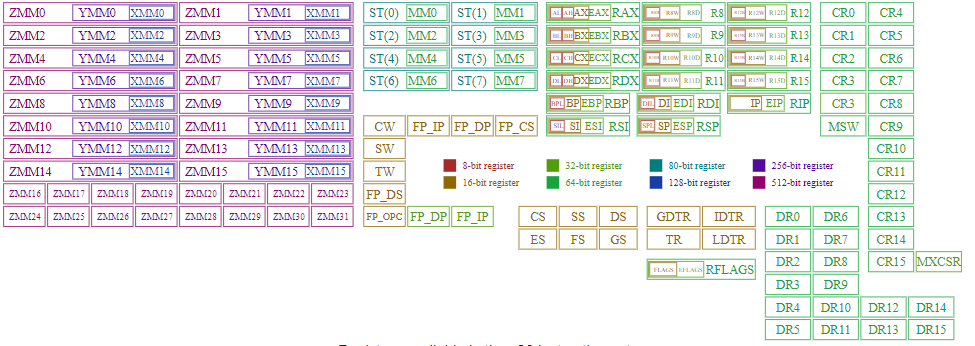 ZMM0 YMM0 XMM0 ZMM1 YMM1 XMM1 ST(0) MM0 ST(1) MM1 AL AH AX EAX RAX R8B R8W R8D R8 R12B R12W R12D R12 CR0 CR4
ZMM2 YMM2 XMM2 ZMM3 YMM3 XMM3 ST(2) MM2 ST(3) MM3 BL BH BX EBX RBX R9B R9W R9D R9 R13B R13W R13D R13 CR1 CR5
ZMM4 YMM4 XMM4 ZMM5 YMM5 XMM5 ST(4) MM4 ST(5) MM5 CL CH CX ECX RCX R10B R10W R10D R10 R14B R14W R14D R14 CR2 CR6
ZMM6 YMM6 XMM6 ZMM7 YMM7 XMM7 ST(6) MM6 ST(7) MM7 DL DH DX EDX RDX R11B R11W R11D R11 R15B R15W R15D R15 CR3 CR7
ZMM8 YMM8 XMM8 ZMM9 YMM9 XMM9 BPL BP EBP RBP DIL DI EDI RDI IP EIP RIP CR3 CR8
ZMM10 YMM10 XMM10 ZMM11 YMM11 XMM11 CW FP_IP FP_DP FP_CS SIL SI ESI RSI SPL SP ESP RSP MSW CR9
ZMM12 YMM12 XMM12 ZMM13 YMM13 XMM13 SW CR10
ZMM14 YMM14 XMM14 ZMM15 YMM15 XMM15 TW 8-bit register 32-bit register 80-bit register 256-bit register CR11
ZMM16 ZMM17 ZMM18 ZMM19 ZMM20 ZMM21 ZMM22 ZMM23 FP_DS 16-bit register 64-bit register 128-bit register 512-bit register CR12
ZMM24 ZMM25 ZMM26 ZMM27 ZMM28 ZMM29 ZMM30 ZMM31 FP_OPC FP_DP FP_IP CS SS DS GDTR IDTR DR0 DR6 CR13
ES FS GS TR LDTR DR1 DR7 CR14
FLAGS EFLAGS RFLAGS DR2 DR8 CR15 MXCSR
DR3 DR9
DR4 DR10 DR12 DR14
DR5 DR11 DR13 DR15